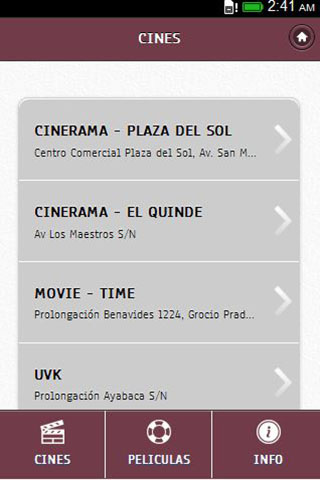 2:41 AM
CINES
CINERAMA - PLAZA DEL SOL
Centro Comercial Plaza del Sol, Av. San M...
CINERAMA - EL QUINDE
Av Los Maestros S/N
MOVIE - TIME
Prolongación Benavides 1224, Grocio Prad...
UVK
Prolongación Ayabaca S/N
CINES
PELICULAS
INFO